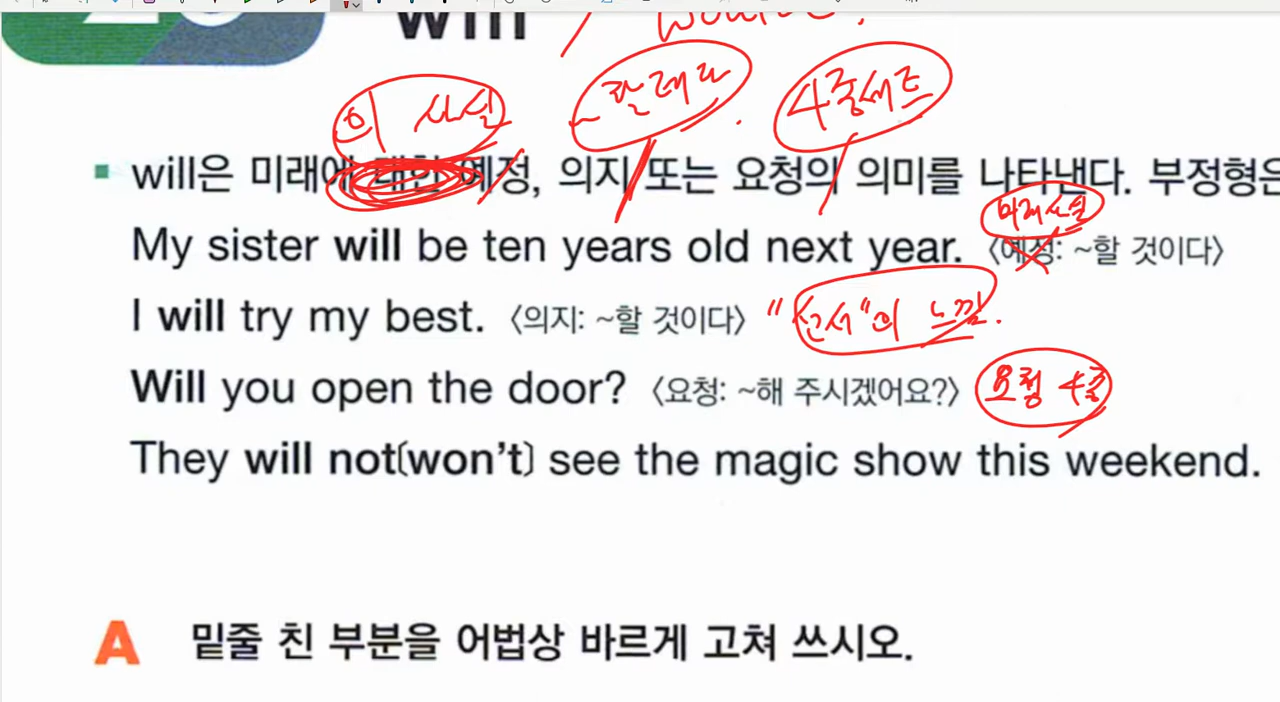 will
의 사실 ~할래요. 4종세트
will은 미래에 대한 예정, 의지 또는 요청의 의미를 나타낸다. 부정형은
미래사실
My sister will be ten years old next year. 〈예정: ~할 것이다〉
I will try my best. 〈의지: ~할 것이다〉 "선서"의 느낌.
Will you open the door? 〈요청: ~해 주시겠어요?〉 요청 4종
They will not(won't) see the magic show this weekend.
A 밑줄 친 부분을 어법상 바르게 고쳐 쓰시오.